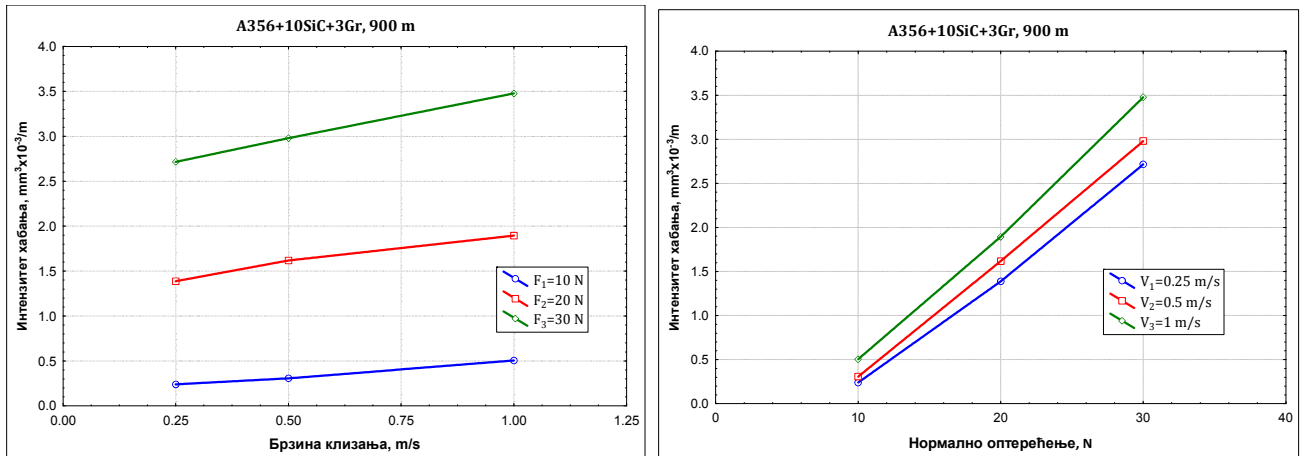 A356+10SiC+3Gr, 900 m
Интензитет хабања, mm³x10⁻³/m
4.0
3.5
3.0
2.5
2.0
1.5
1.0
0.5
0.0
F₁=10 N
F₂=20 N
F₃=30 N
0.00 0.25 0.50 0.75 1.00 1.25
Брзина клизања, m/s
A356+10SiC+3Gr, 900 m
Интензитет хабања, mm³x10⁻³/m
4.0
3.5
3.0
2.5
2.0
1.5
1.0
0.5
0.0
V₁=0.25 m/s
V₂=0.5 m/s
V₃=1 m/s
0 10 20 30 40
Нормално оптерећење, N